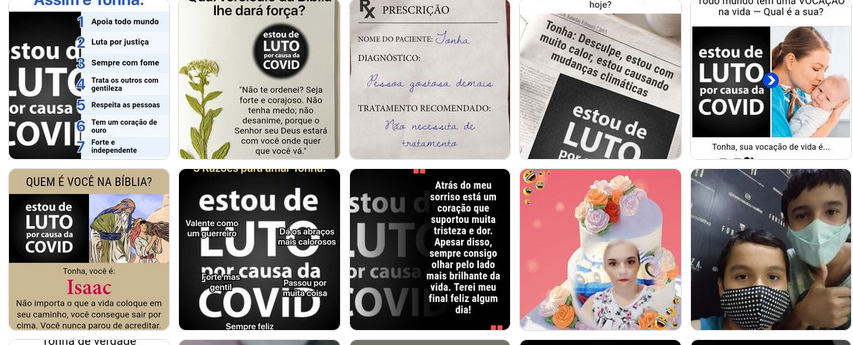 Assim é Tonha:
1 Apoia todo mundo
2 Luta por justiça
3 Sempre com fome
4 Trata os outros com
gentileza
5 Respeita as pessoas
6 Tem um coração de
ouro
7 Forte e
independente
estou de
LUTO
por causa da
COVID
lhe dará força?
estou de
LUTO
por causa da
COVID
"Não te ordenei? Seja
forte e corajoso. Não
tenha medo; não
desanime, porque o
Senhor seu Deus estará
com você onde quer
que você vá."
Rx PRESCRIÇÃO
NOME DO PACIENTE: Tonha
DIAGNÓSTICO:
Pessoa gostosa demais
TRATAMENTO RECOMENDADO:
Não necessita de
tratamento
hoje?
Tonha: Desculpe, estou com
muito calor, estou causando
mudanças climáticas
estou de
LUTO
por causa da
Todo mundo tem uma VOCAÇÃO
na vida — Qual é a sua?
estou de
LUTO
por causa da
COVID
Tonha, sua vocação de vida é...
QUEM É VOCÊ NA BÍBLIA?
estou de
LUTO
por causa da
COVID
Tonha, você é:
Isaac
Não importa o que a vida coloque em
seu caminho, você consegue sair por
cima. Você nunca parou de acreditar.
5 Razões para amar Tonha:
estou de
LUTO
por causa da
COVID
Valente como
um guerreiro
Dá os abraços
mais calorosos
Forte mas
gentil
Passou por
muita coisa
Sempre feliz
estou de
LUTO
por causa da
COVID
Atrás do meu
sorriso está um
coração que
suportou muita
tristeza e dor.
Apesar disso,
sempre consigo
olhar pelo lado
mais brilhante da
vida. Terei meu
final feliz algum
dia!
Tonha de verdade